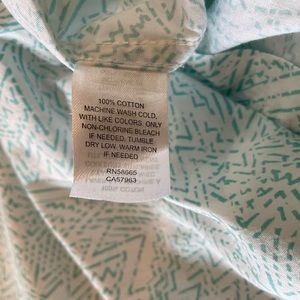 100% COTTON
MACHINE WASH COLD,
WITH LIKE COLORS. ONLY
NON-CHLORINE BLEACH
IF NEEDED. TUMBLE
DRY LOW. WARM IRON
IF NEEDED
RN58665
CA57963